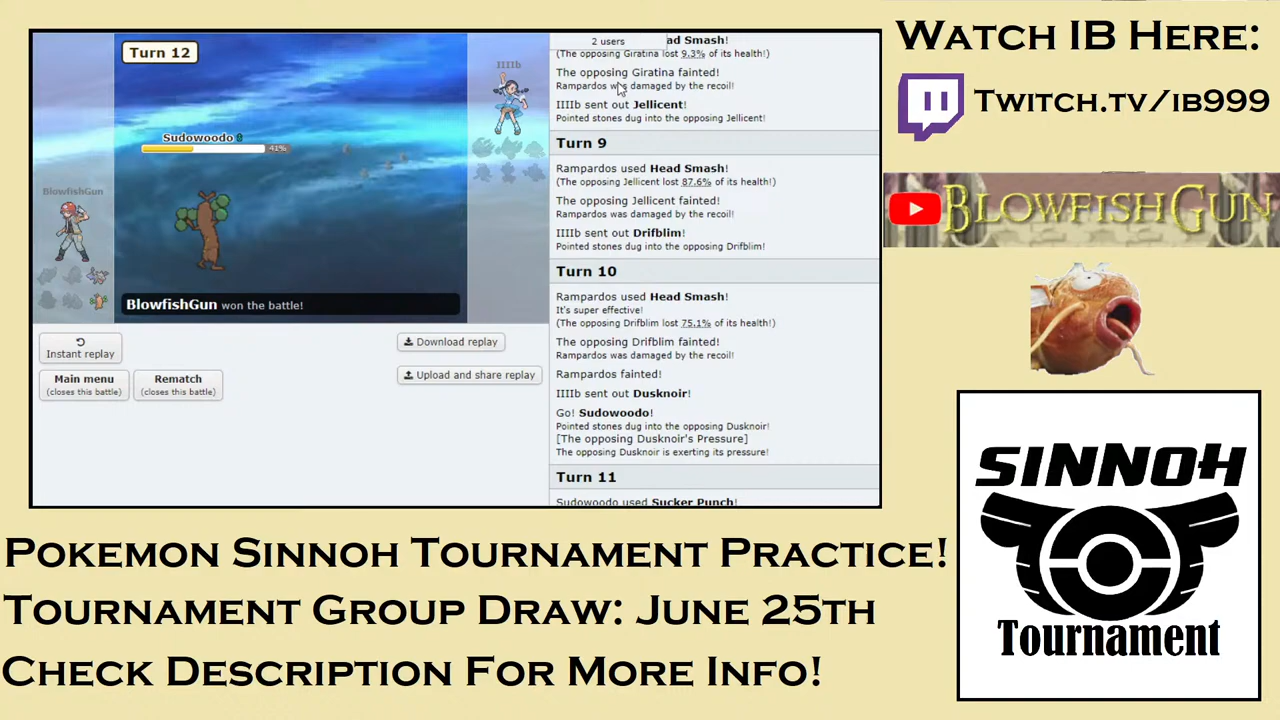 Turn 12
IIIIb
Sudowoodo
41%
BlowfishGun
BlowfishGun won the battle!
Instant replay
Download replay
Upload and share replay
Main menu
(closes this battle)
Rematch
(closes this battle)
2 users
ad Smash!
(The opposing Giratina lost 9.3% of its health!)
The opposing Giratina fainted!
Rampardos was damaged by the recoil!
IIIIb sent out Jellicent!
Pointed stones dug into the opposing Jellicent!
Turn 9
Rampardos used Head Smash!
(The opposing Jellicent lost 87.6% of its health!)
The opposing Jellicent fainted!
Rampardos was damaged by the recoil!
IIIIb sent out Drifblim!
Pointed stones dug into the opposing Drifblim!
Turn 10
Rampardos used Head Smash!
It's super effective!
(The opposing Drifblim lost 75.1% of its health!)
The opposing Drifblim fainted!
Rampardos was damaged by the recoil!
Rampardos fainted!
IIIIb sent out Dusknoir!
Go! Sudowoodo!
Pointed stones dug into the opposing Dusknoir!
[The opposing Dusknoir's Pressure]
The opposing Dusknoir is exerting its pressure!
Turn 11
Sudowoodo used Sucker Punch!
Watch IB Here:
Twitch.tv/ib999
BlowfishGun
SINNOH
Tournament
Pokemon Sinnoh Tournament Practice!
Tournament Group Draw: June 25th
Check Description For More Info!